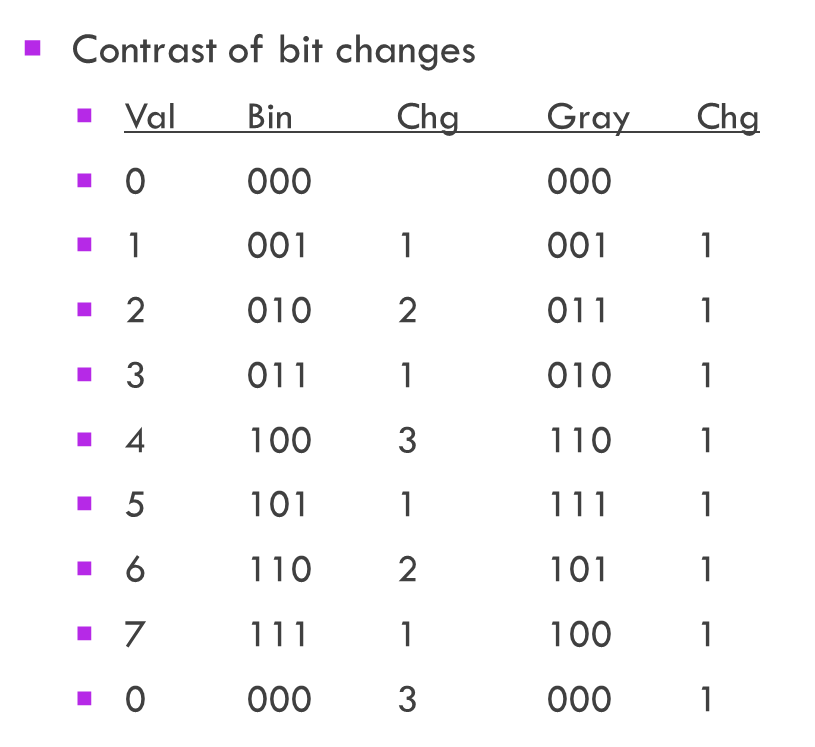 Contrast of bit changes
Val Bin Chg Gray Chg
0 000 000
1 001 1 001 1
2 010 2 011 1
3 011 1 010 1
4 100 3 110 1
5 101 1 111 1
6 110 2 101 1
7 111 1 100 1
0 000 3 000 1